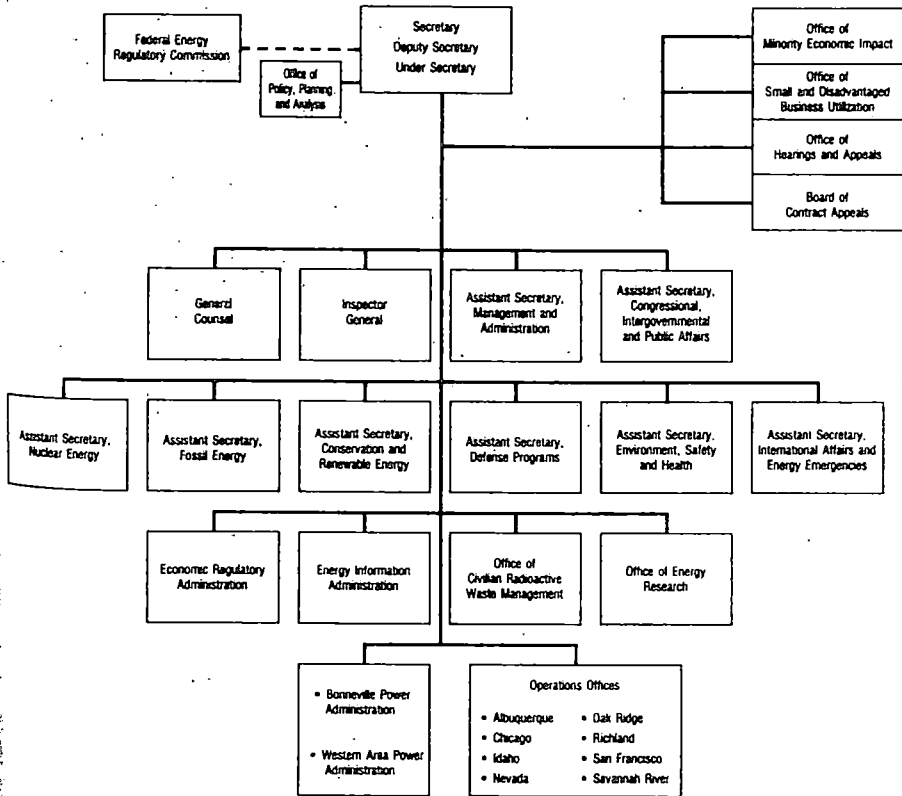 Federal Energy
Regulatory Commission
Secretary
Deputy Secretary
Under Secretary
Office of
Policy, Planning
and Analysis
Office of
Minority Economic Impact
Office of
Small and Disadvantaged
Business Utilization
Office of
Hearings and Appeals
Board of
Contract Appeals
General
Counsel
Inspector
General
Assistant Secretary,
Management and
Administration
Assistant Secretary,
Congressional,
Intergovernmental
and Public Affairs
Assistant Secretary,
Nuclear Energy
Assistant Secretary,
Fossil Energy
Assistant Secretary,
Conservation and
Renewable Energy
Assistant Secretary,
Defense Programs
Assistant Secretary,
Environment, Safety
and Health
Assistant Secretary,
International Affairs and
Energy Emergencies
Economic Regulatory
Administration
Energy Information
Administration
Office of
Civilian Radioactive
Waste Management
Office of Energy
Research
• Bonneville Power
Administration
• Western Area Power
Administration
Operations Offices
• Albuquerque
• Chicago
• Idaho
• Nevada
• Oak Ridge
• Richland
• San Francisco
• Savannah River